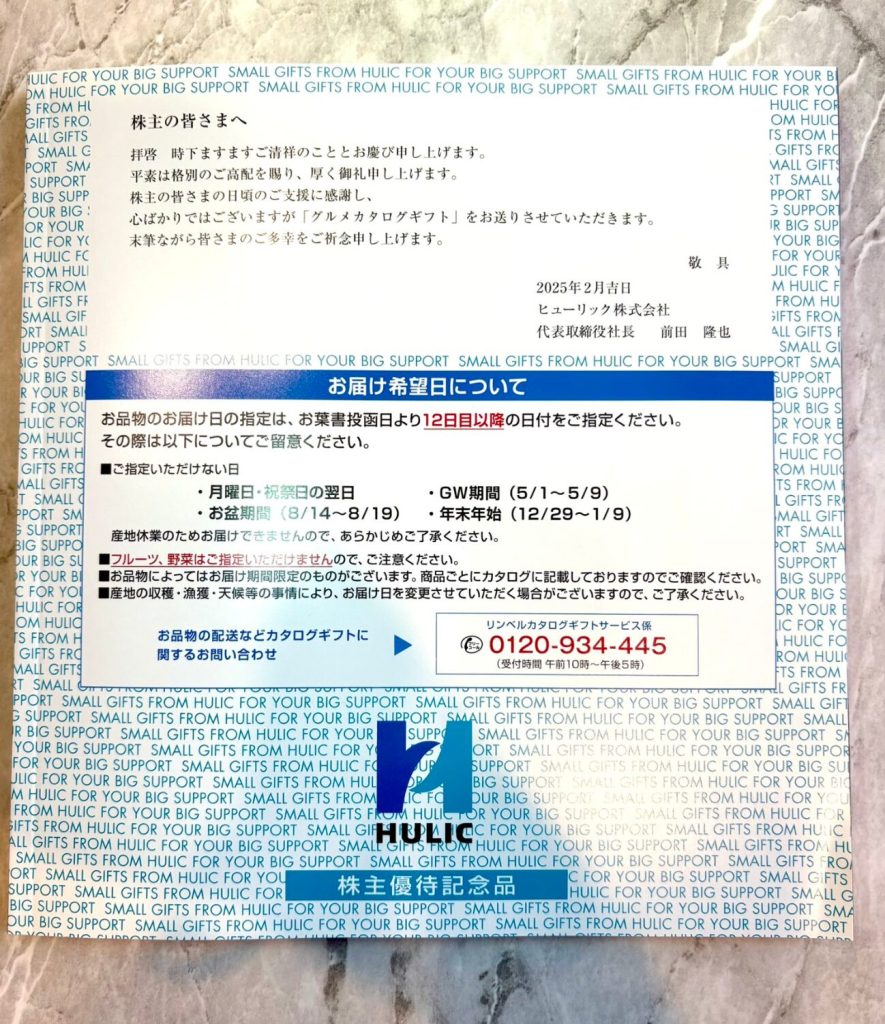 SMALL GIFTS FROM HULIC FOR YOUR BIG SUPPORT
株主の皆さまへ
拝啓　時下ますますご清祥のこととお慶び申し上げます。
平素は格別のご高配を賜り、厚く御礼申し上げます。
株主の皆さまの日頃のご支援に感謝し、
心ばかりではございますが「グルメカタログギフト」をお送りさせていただきます。
末筆ながら皆さまのご多幸をご祈念申し上げます。
敬　具
2025年2月吉日
ヒューリック株式会社
代表取締役社長　前田　隆也
SMALL GIFTS FROM HULIC FOR YOUR BIG SUPPORT
お届け希望日について
お品物のお届け日の指定は、お葉書投函日より12日目以降の日付をご指定ください。
その際は以下についてご留意ください。
■ご指定いただけない日
・月曜日・祝祭日の翌日　・GW期間（5/1～5/9）
・お盆期間（8/14～8/19）・年末年始（12/29～1/9）
産地休業のためお届けできませんので、あらかじめご了承ください。
■フルーツ、野菜はご指定いただけませんので、ご注意ください。
■お品物によってはお届け期間限定のものがございます。商品ごとにカタログに記載しておりますのでご確認ください。
■産地の収穫・漁獲・天候等の事情により、お届け日を変更させていただく場合がございますので、ご了承ください。
お品物の配送などカタログギフトに
関するお問い合わせ
リンベルカタログギフトサービス係
0120-934-445
（受付時間 午前10時～午後5時）
SMALL GIFTS FROM HULIC FOR YOUR BIG SUPPORT
HULIC
株主優待記念品